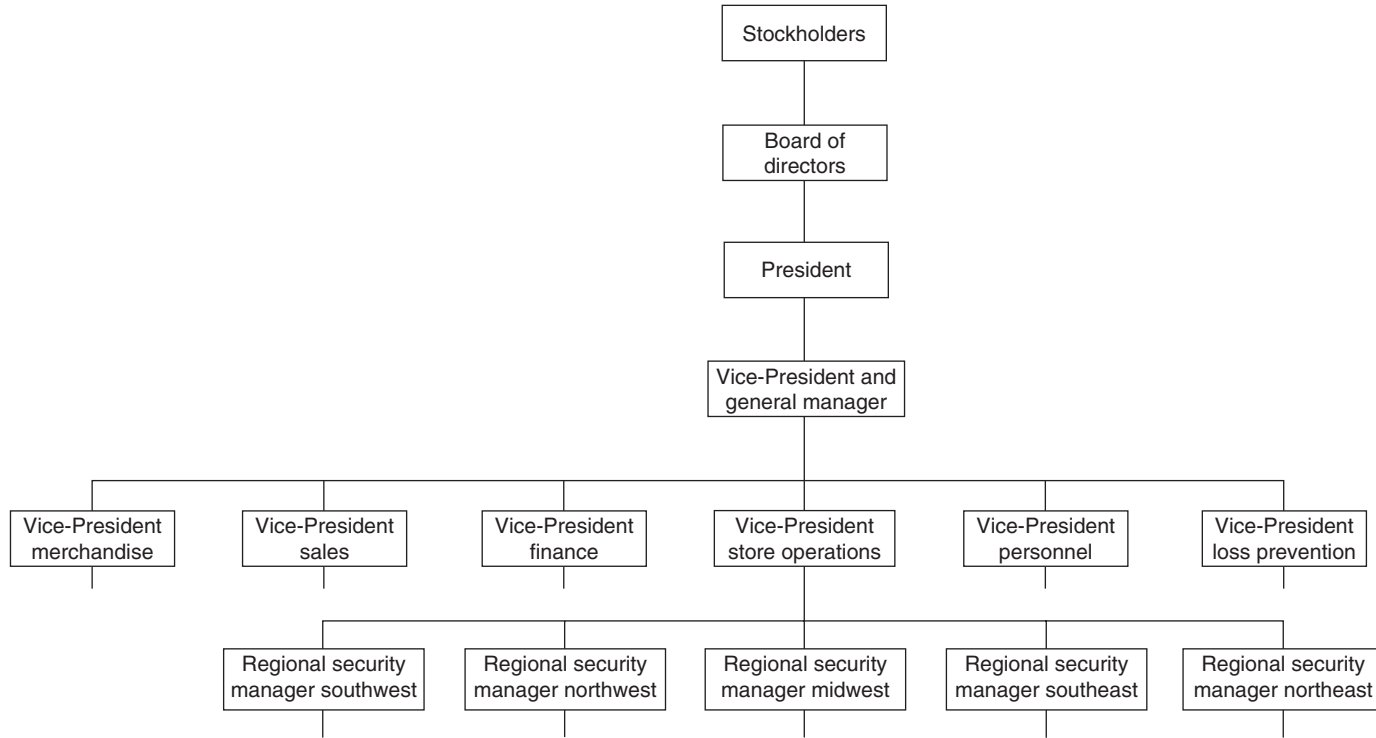 Stockholders
Board of
directors
President
Vice-President and
general manager
Vice-President
merchandise
Vice-President
sales
Vice-President
finance
Vice-President
store operations
Vice-President
personnel
Vice-President
loss prevention
Regional security
manager southwest
Regional security
manager northwest
Regional security
manager midwest
Regional security
manager southeast
Regional security
manager northeast